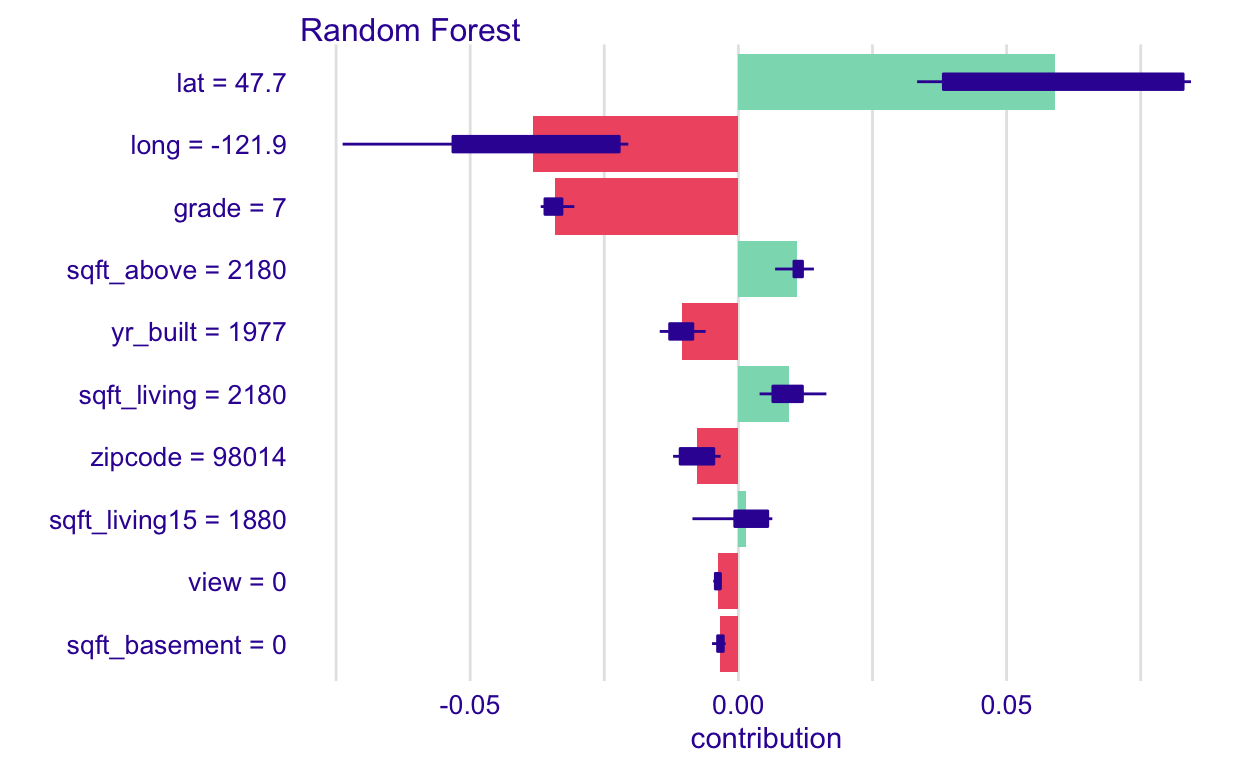 Random Forest
lat = 47.7
long = -121.9
grade = 7
sqft_above = 2180
yr_built = 1977
sqft_living = 2180
zipcode = 98014
sqft_living15 = 1880
view = 0
sqft_basement = 0
-0.05 0.00 0.05
contribution